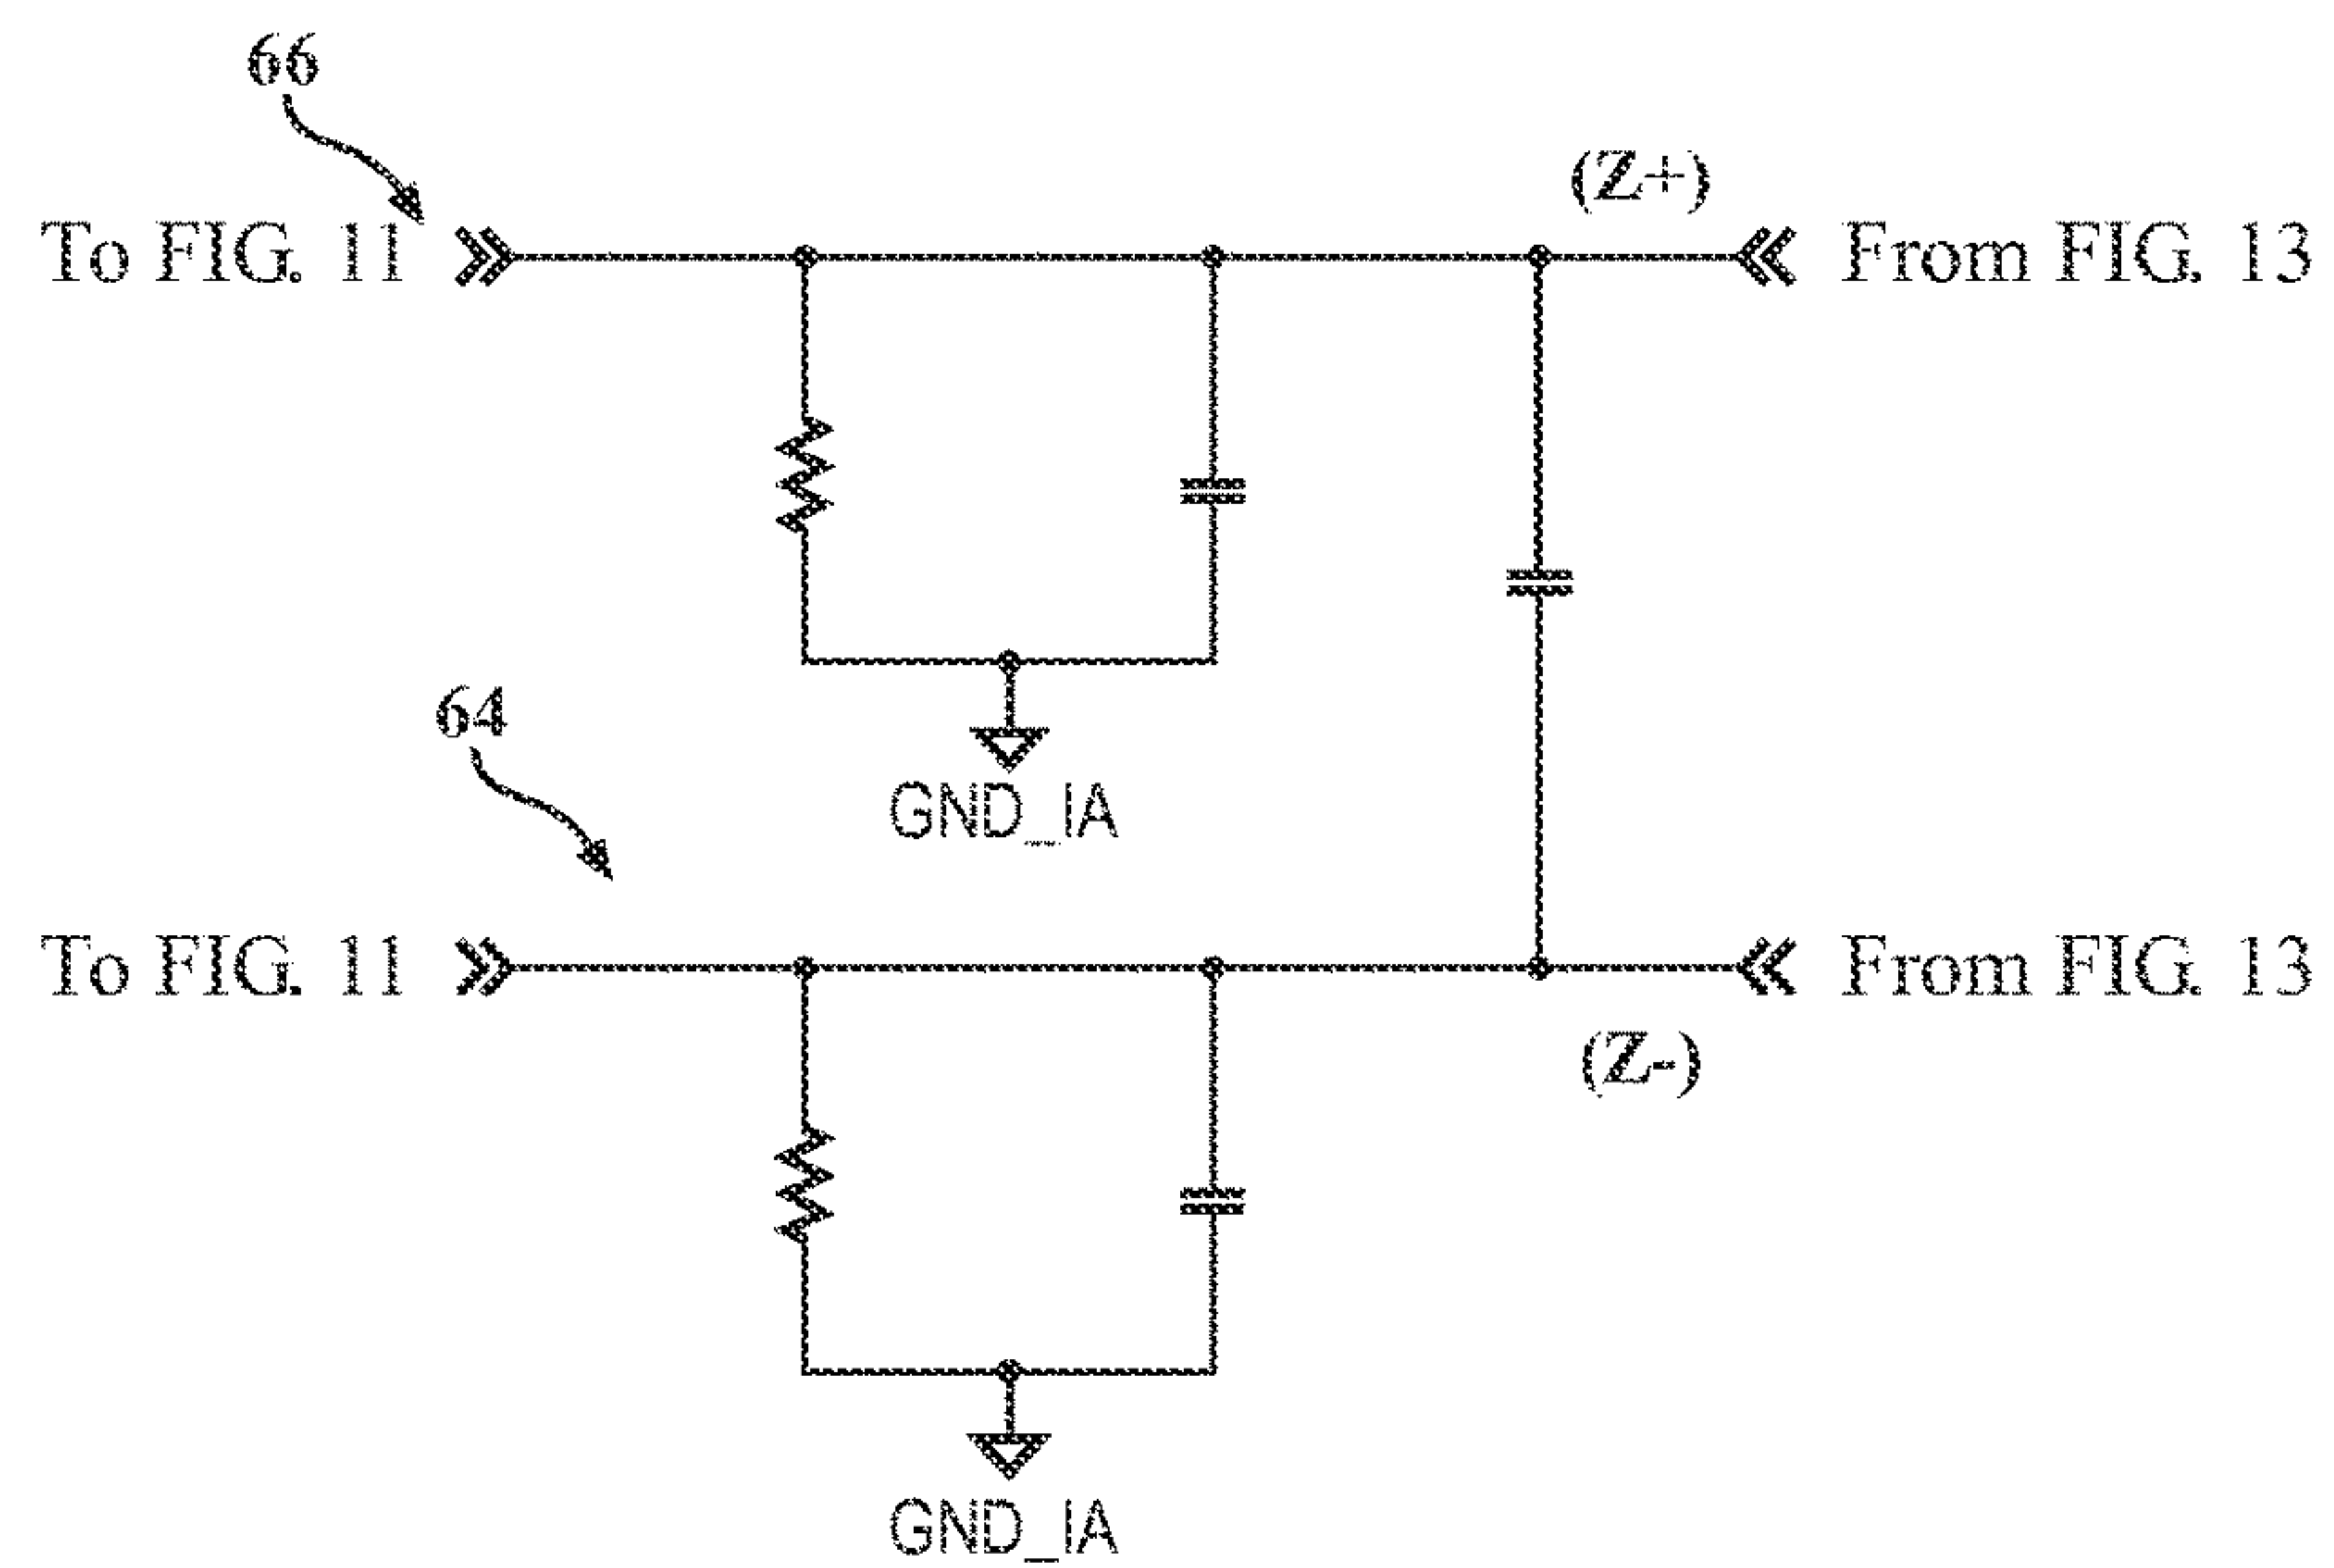 66
(Z+)
To FIG. 11
From FIG. 13
64
GND_IA
To FIG. 11
From FIG. 13
(Z-)
GND_IA